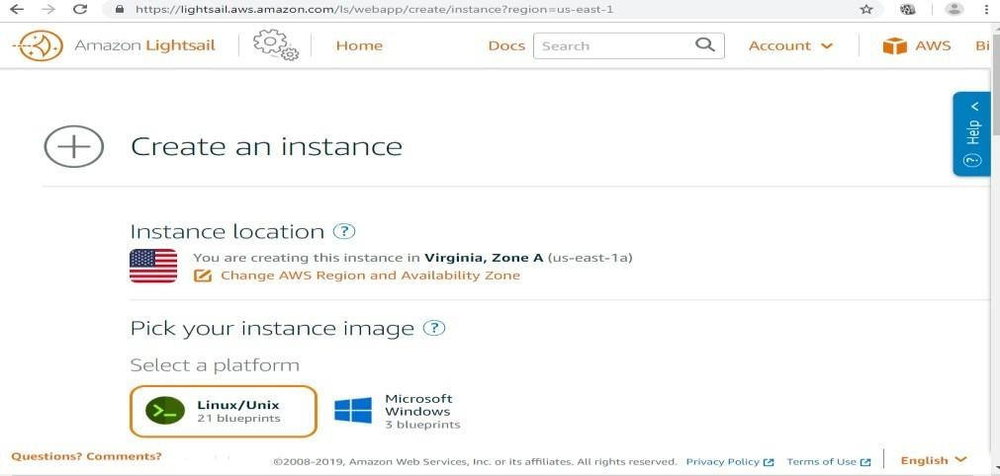 https://lightsail.aws.amazon.com/ls/webapp/create/instance?region=us-east-1
Amazon Lightsail Home Docs Search Account AWS Bi
Help
Create an instance
Instance location ?
You are creating this instance in Virginia, Zone A (us-east-1a)
Change AWS Region and Availability Zone
Pick your instance image ?
Select a platform
Linux/Unix
21 blueprints
Microsoft
Windows
3 blueprints
Questions? Comments?
©2008-2019, Amazon Web Services, Inc. or its affiliates. All rights reserved. Privacy Policy Terms of Use English